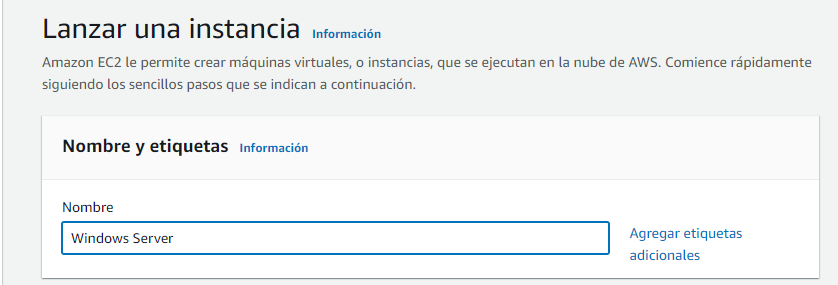 Lanzar una instancia Información
Amazon EC2 le permite crear máquinas virtuales, o instancias, que se ejecutan en la nube de AWS. Comience rápidamente
siguiendo los sencillos pasos que se indican a continuación.
Nombre y etiquetas Información
Nombre
Windows Server
Agregar etiquetas
adicionales